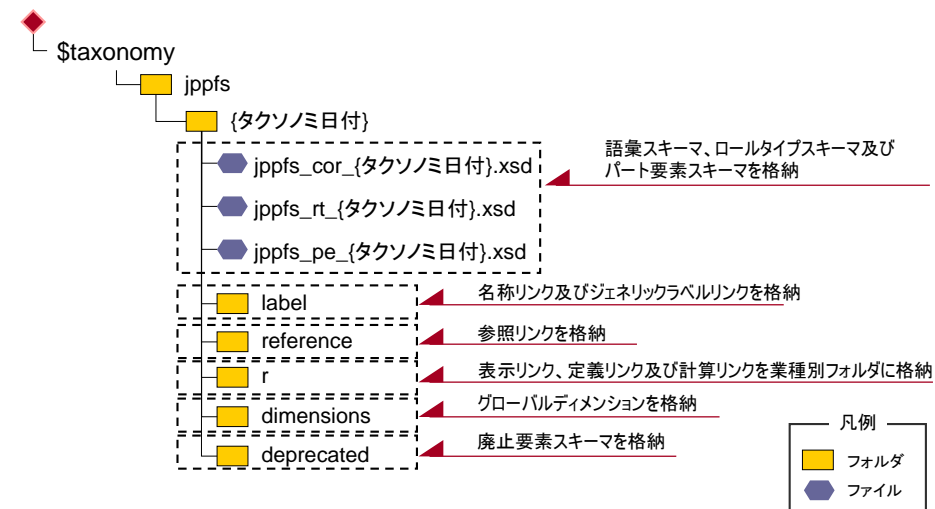 $taxonomy
jppfs
{タクソノミ日付}
jppfs_cor_{タクソノミ日付}.xsd
jppfs_rt_{タクソノミ日付}.xsd
jppfs_pe_{タクソノミ日付}.xsd
語彙スキーマ、ロールタイプスキーマ及び
パート要素スキーマを格納
label
名称リンク及びジェネリックラベルリンクを格納
reference
参照リンクを格納
r
表示リンク、定義リンク及び計算リンクを業種別フォルダに格納
dimensions
グローバルディメンションを格納
deprecated
廃止要素スキーマを格納
凡例
フォルダ
ファイル